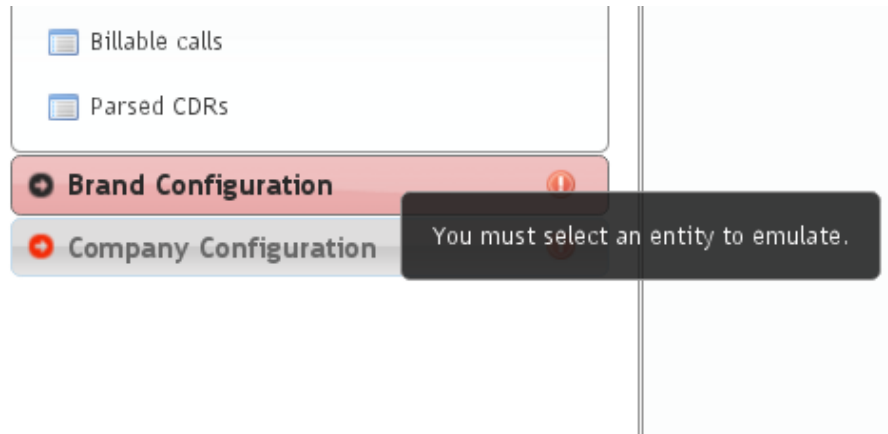 Billable calls
Parsed CDRs
Brand Configuration
You must select an entity to emulate.
Company Configuration